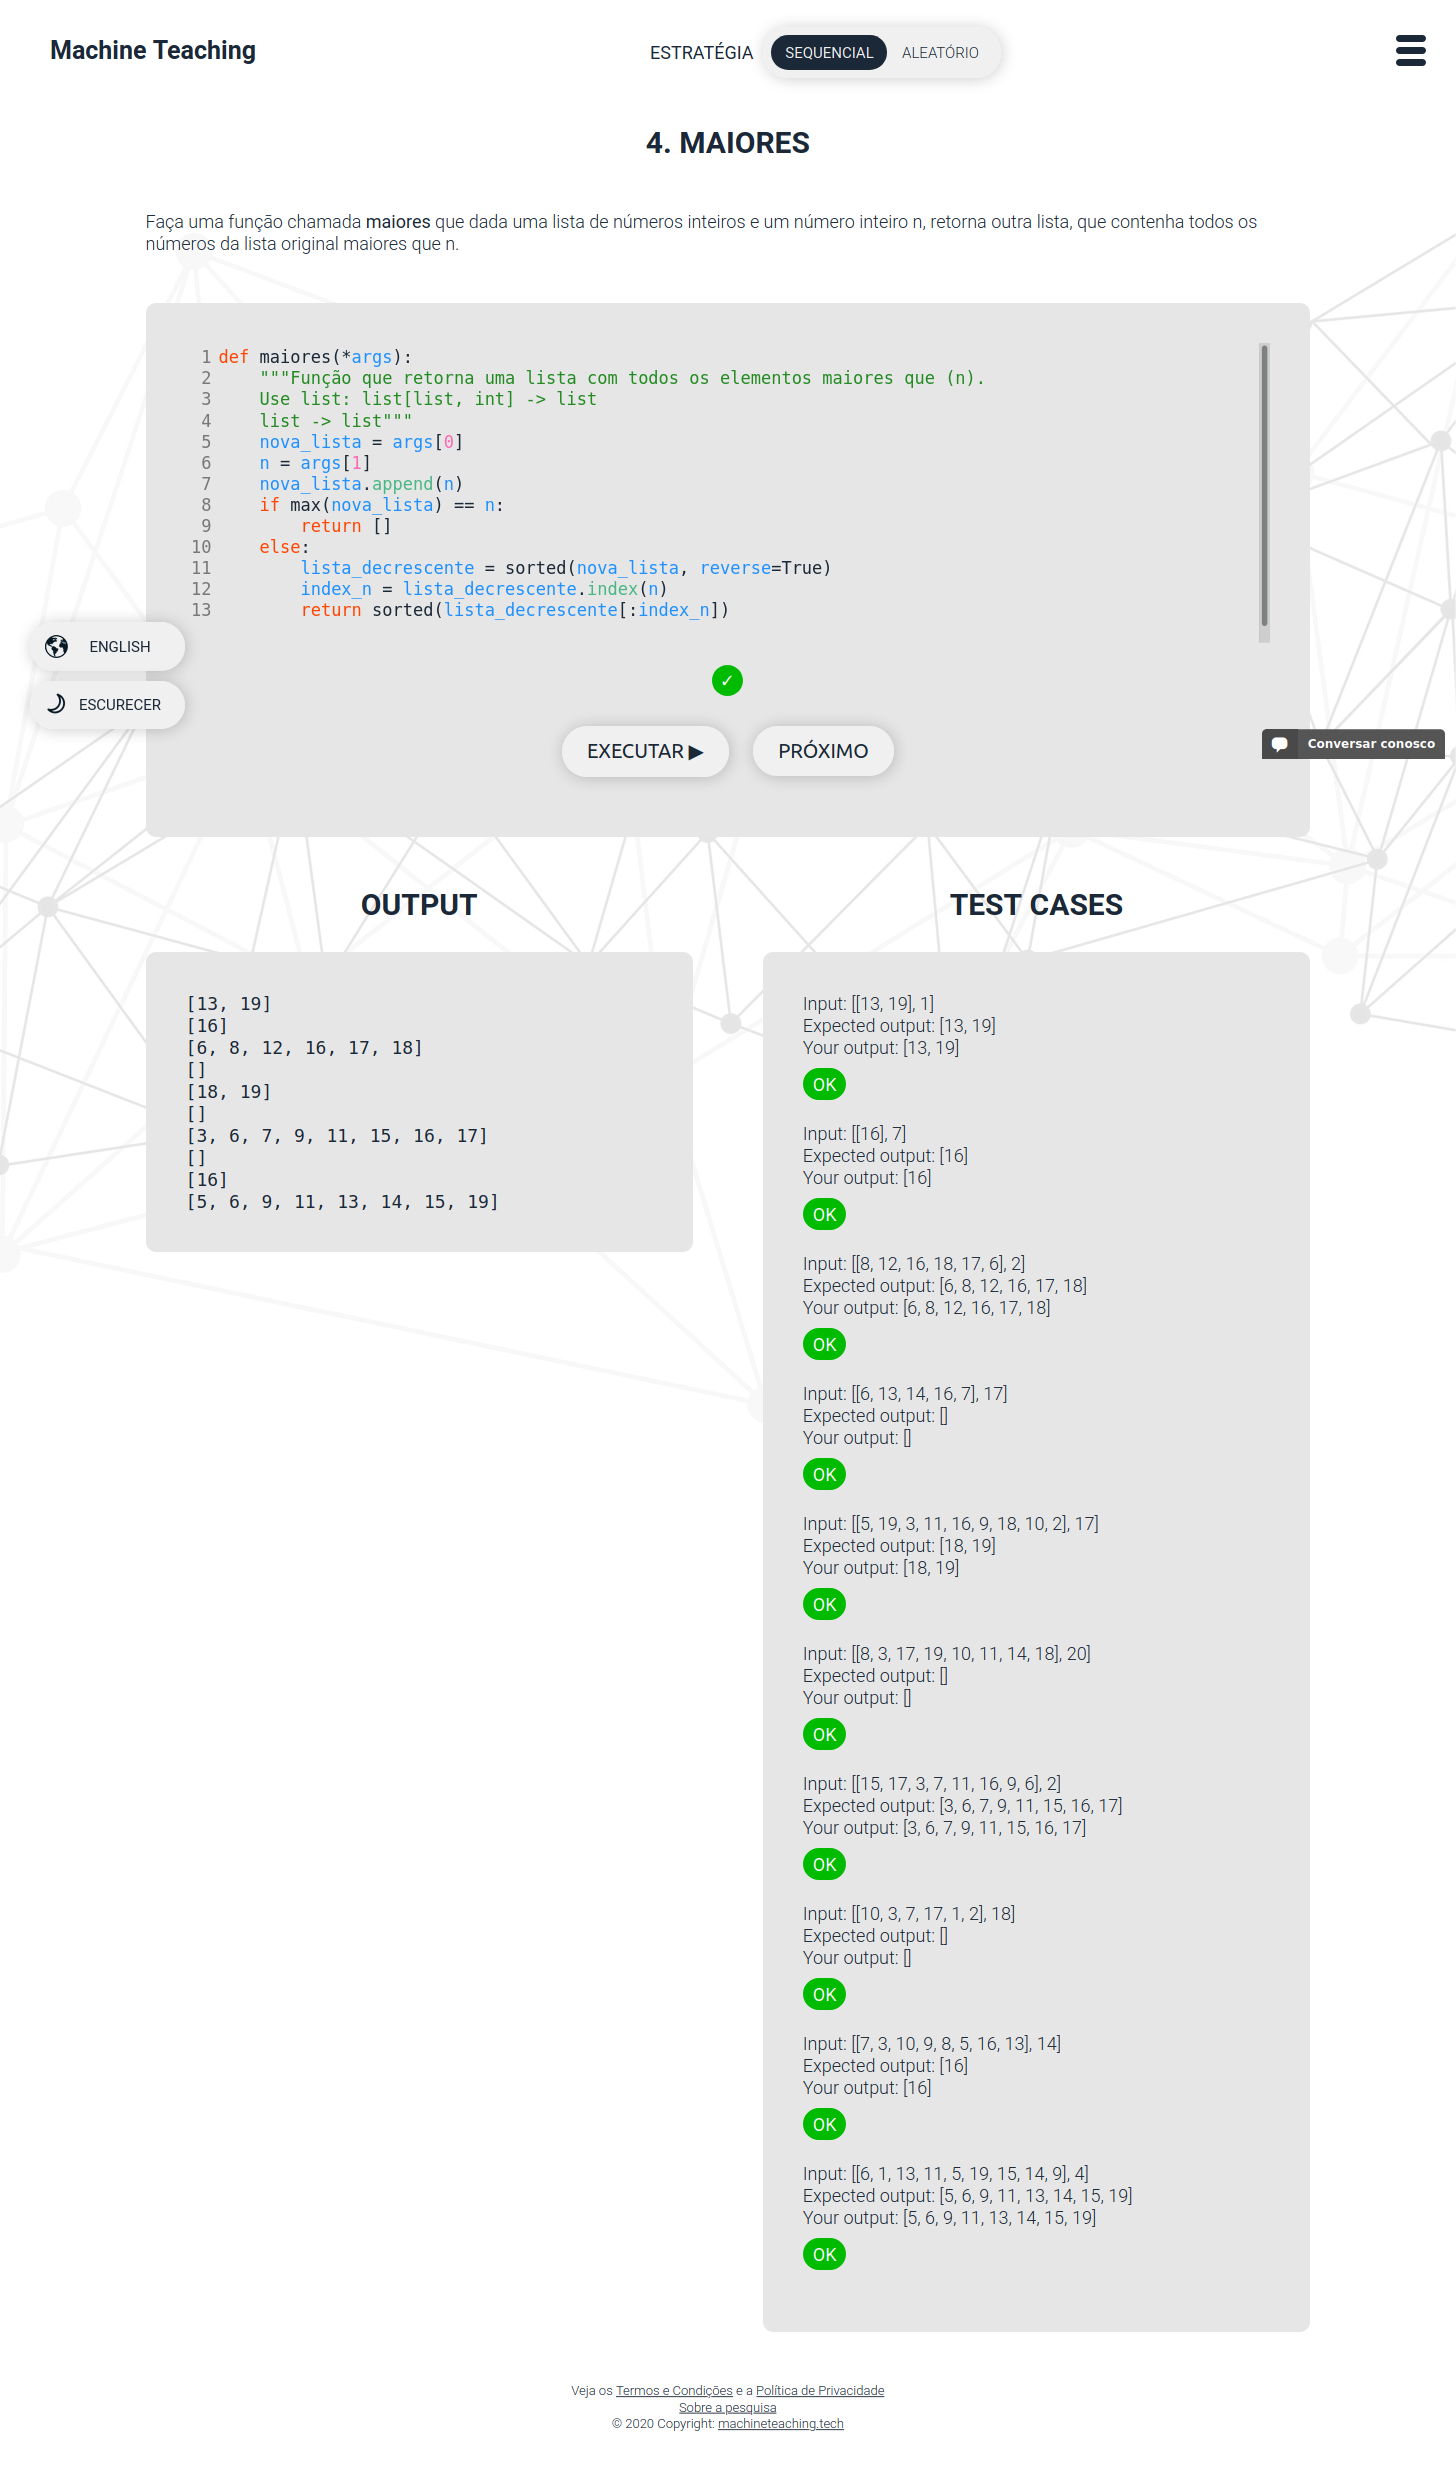 Machine Teaching
ESTRATÉGIA SEQUENCIAL ALEATÓRIO
4. MAIORES
Faça uma função chamada maiores que dada uma lista de números inteiros e um número inteiro n, retorna outra lista, que contenha todos os
números da lista original maiores que n.
1 def maiores(*args):
2     """Função que retorna uma lista com todos os elementos maiores que (n).
3     Use list: list[list, int] -> list
4     list -> list"""
5     nova_lista = args[0]
6     n = args[1]
7     nova_lista.append(n)
8     if max(nova_lista) == n:
9         return []
10     else:
11         lista_decrescente = sorted(nova_lista, reverse=True)
12         index_n = lista_decrescente.index(n)
13         return sorted(lista_decrescente[:index_n])
ENGLISH
ESCURECER
✓
EXECUTAR ▶ PRÓXIMO
Conversar conosco
OUTPUT
[13, 19]
[16]
[6, 8, 12, 16, 17, 18]
[]
[18, 19]
[]
[3, 6, 7, 9, 11, 15, 16, 17]
[]
[16]
[5, 6, 9, 11, 13, 14, 15, 19]
TEST CASES
Input: [[13, 19], 1]
Expected output: [13, 19]
Your output: [13, 19]
OK
Input: [[16], 7]
Expected output: [16]
Your output: [16]
OK
Input: [[8, 12, 16, 18, 17, 6], 2]
Expected output: [6, 8, 12, 16, 17, 18]
Your output: [6, 8, 12, 16, 17, 18]
OK
Input: [[6, 13, 14, 16, 7], 17]
Expected output: []
Your output: []
OK
Input: [[5, 19, 3, 11, 16, 9, 18, 10, 2], 17]
Expected output: [18, 19]
Your output: [18, 19]
OK
Input: [[8, 3, 17, 19, 10, 11, 14, 18], 20]
Expected output: []
Your output: []
OK
Input: [[15, 17, 3, 7, 11, 16, 9, 6], 2]
Expected output: [3, 6, 7, 9, 11, 15, 16, 17]
Your output: [3, 6, 7, 9, 11, 15, 16, 17]
OK
Input: [[10, 3, 7, 17, 1, 2], 18]
Expected output: []
Your output: []
OK
Input: [[7, 3, 10, 9, 8, 5, 16, 13], 14]
Expected output: [16]
Your output: [16]
OK
Input: [[6, 1, 13, 11, 5, 19, 15, 14, 9], 4]
Expected output: [5, 6, 9, 11, 13, 14, 15, 19]
Your output: [5, 6, 9, 11, 13, 14, 15, 19]
OK
Veja os Termos e Condições e a Política de Privacidade
Sobre a pesquisa
© 2020 Copyright: machineteaching.tech